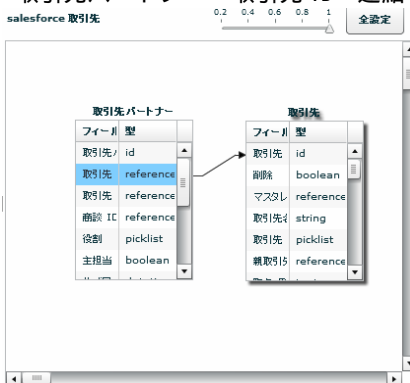 salesforce 取引先
0.2 0.4 0.6 0.8 1
全設定
取引先パートナー
フィール 型
取引先 id
取引先 reference
取引先 reference
商談 ID reference
役割 picklist
主担当 boolean
取引先
フィール 型
取引先 id
削除 boolean
マスタレ reference
取引先名 string
取引先 picklist
親取引先 reference